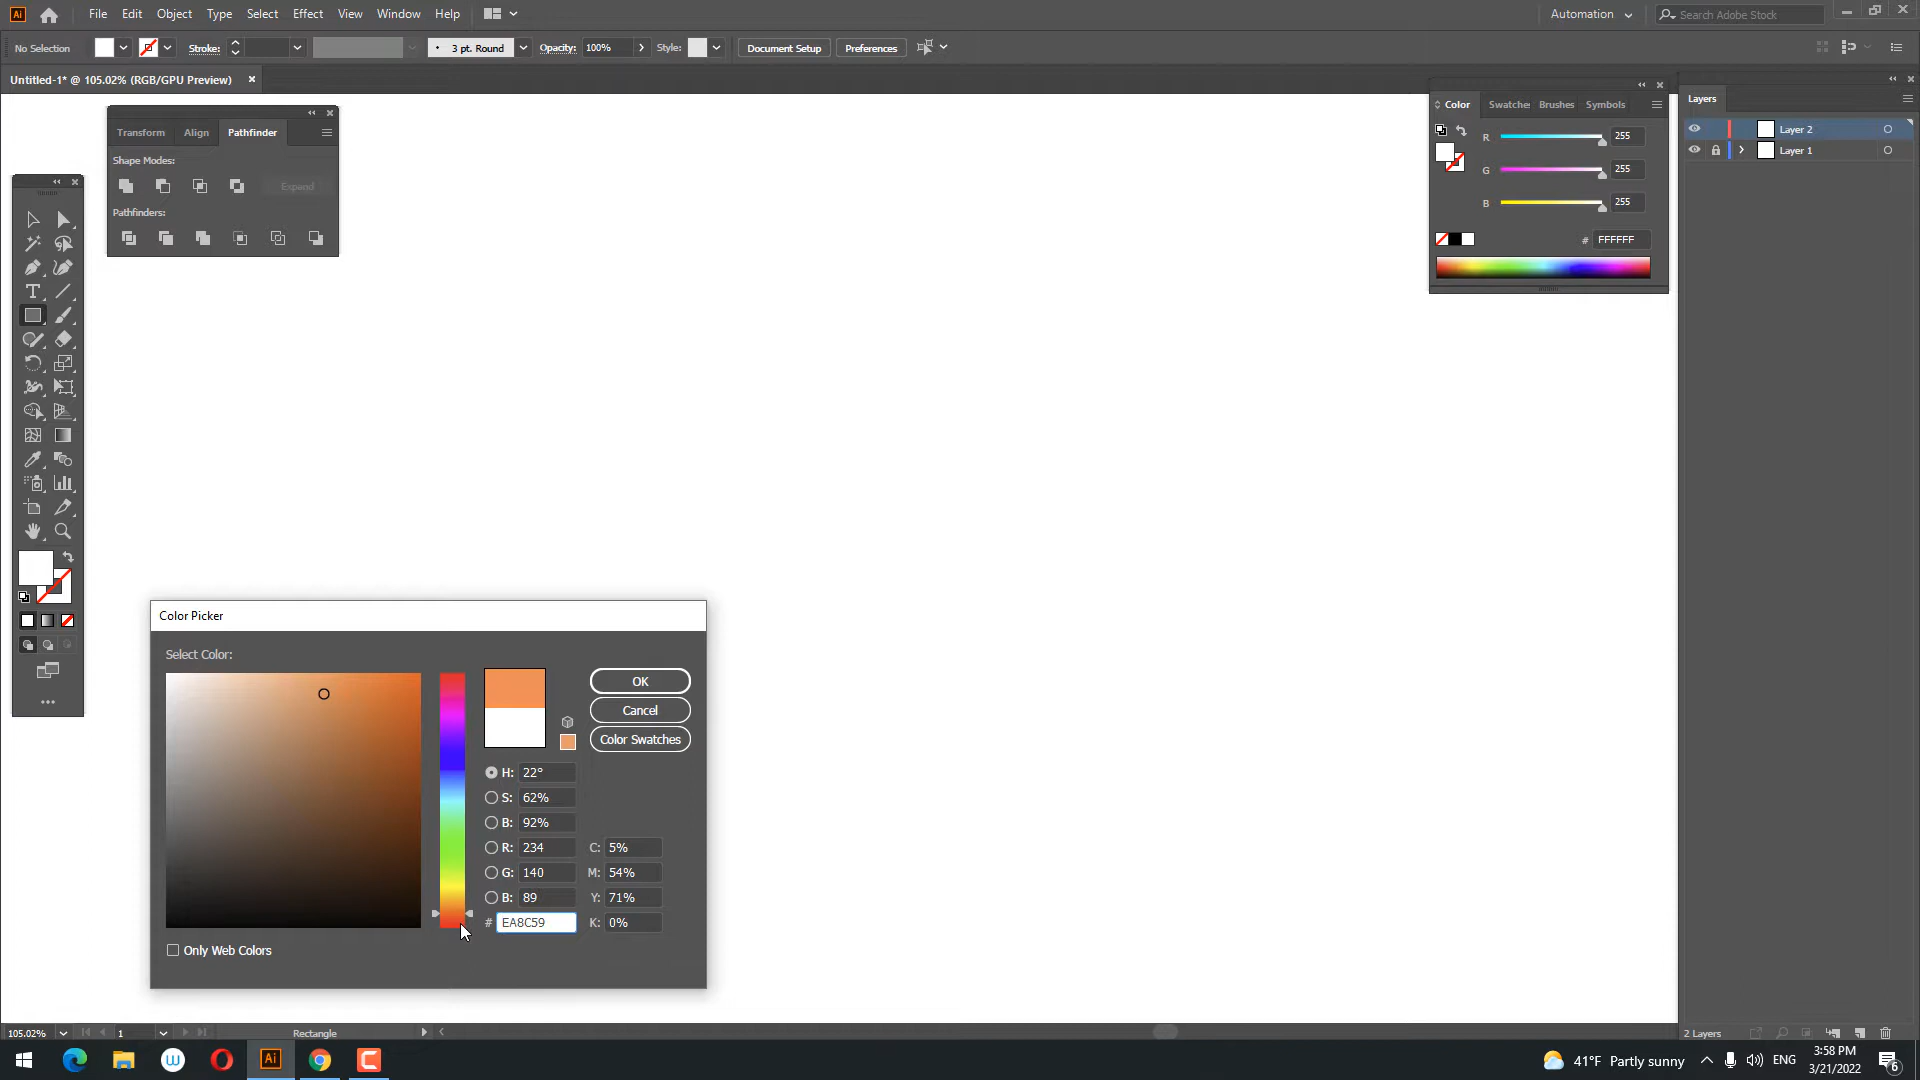 Ai File Edit Object Type Select Effect View Window Help Automation Search Adobe Stock
No Selection Stroke: 3 pt. Round Opacity: 100% Style: Document Setup Preferences
Untitled-1* @ 105.02% (RGB/GPU Preview)
Transform Align Pathfinder
Shape Modes:
Expand
Pathfinders:
Color Swatche Brushes Symbols
R 255
G 255
B 255
# FFFFFF
Layers
Layer 2
Layer 1
Color Picker
Select Color:
OK
Cancel
Color Swatches
H: 22°
S: 62%
B: 92%
R: 234 C: 5%
G: 140 M: 54%
B: 89 Y: 71%
# EA8C59 K: 0%
Only Web Colors
105.02% 1 Rectangle
2 Layers
Ai 41°F Partly sunny ENG 3:58 PM
3/21/2022
6